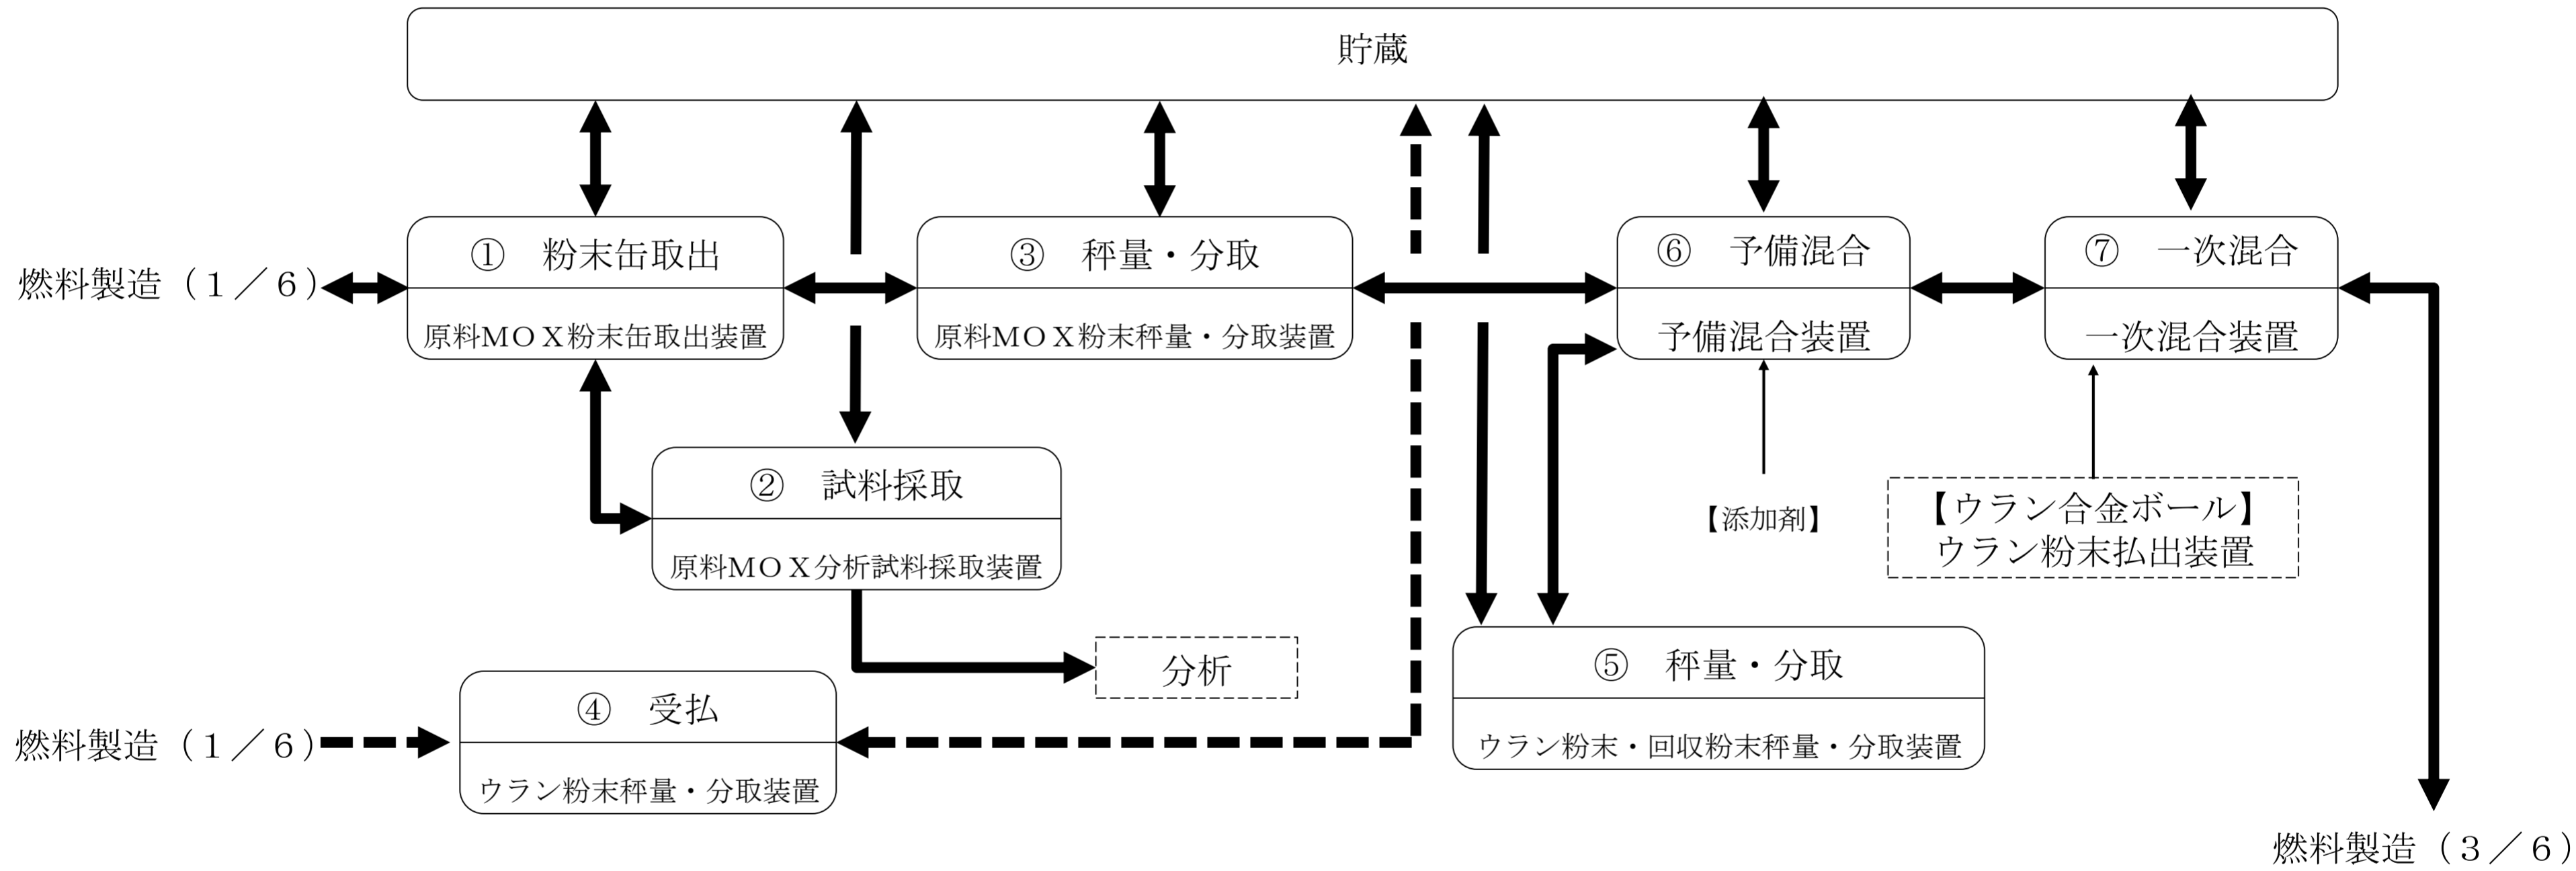 貯蔵
燃料製造（１／６）
①　粉末缶取出
原料MOX粉末缶取出装置
③　秤量・分取
原料MOX粉末秤量・分取装置
⑥　予備混合
予備混合装置
⑦　一次混合
一次混合装置
②　試料採取
原料MOX分析試料採取装置
【添加剤】
【ウラン合金ボール】
ウラン粉末払出装置
分析
⑤　秤量・分取
ウラン粉末・回収粉末秤量・分取装置
燃料製造（１／６）
④　受払
ウラン粉末秤量・分取装置
燃料製造（３／６）